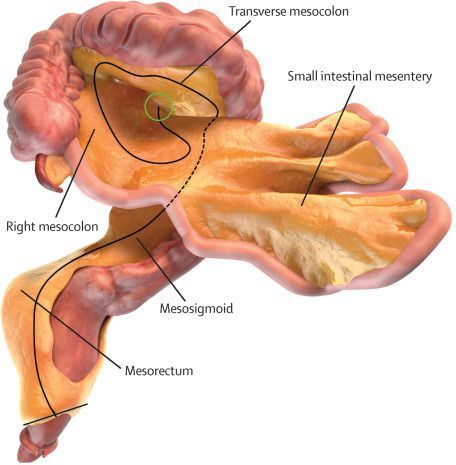 Transverse mesocolon
Small intestinal mesentery
Right mesocolon
Mesosigmoid
Mesorectum